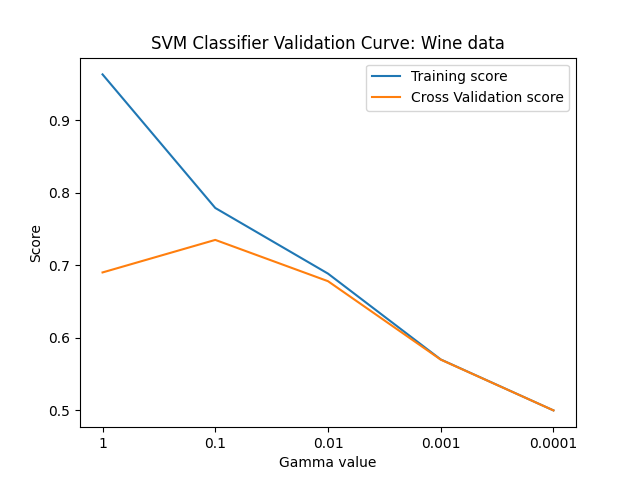 SVM Classifier Validation Curve: Wine data
Training score
Cross Validation score
Score
0.9
0.8
0.7
0.6
0.5
1 0.1 0.01 0.001 0.0001
Gamma value